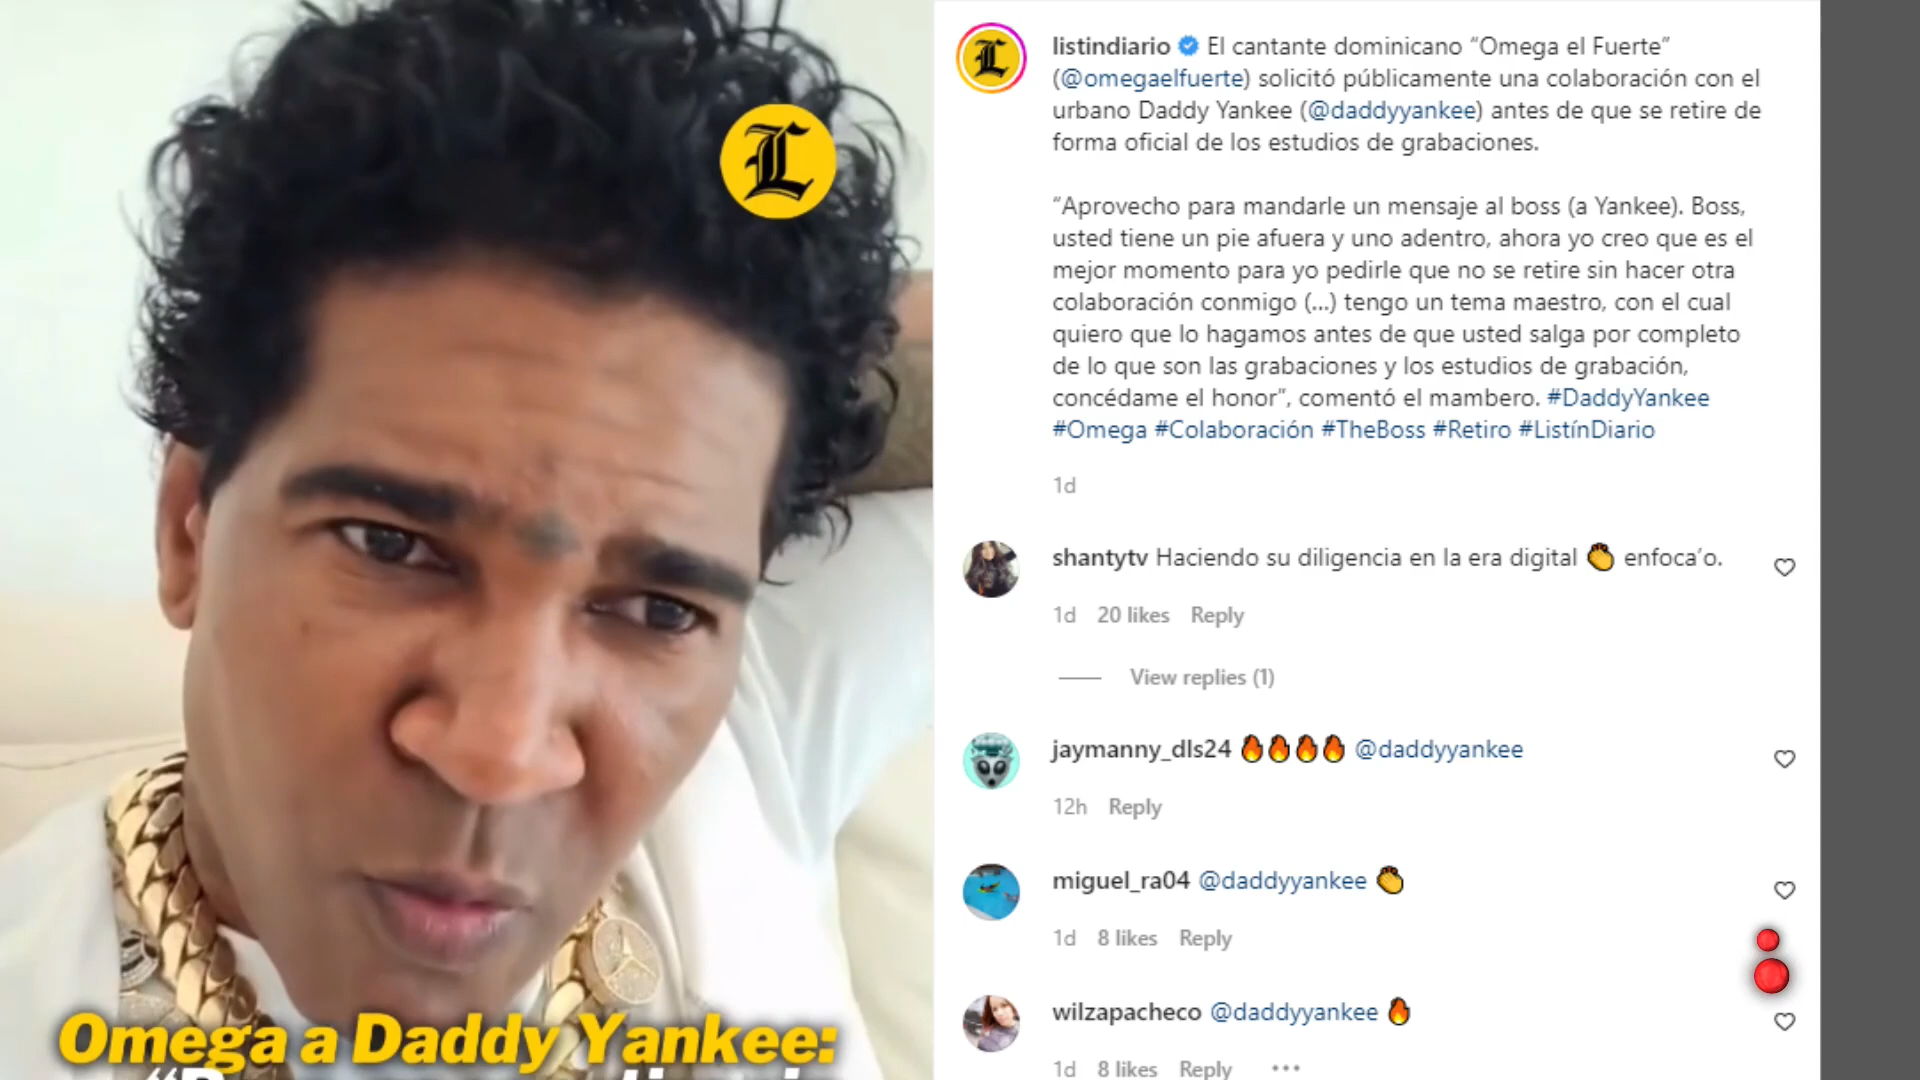 L
Omega a Daddy Yankee:
L
listindiario El cantante dominicano “Omega el Fuerte”
(@omegaelfuerte) solicitó públicamente una colaboración con el
urbano Daddy Yankee (@daddyyankee) antes de que se retire de
forma oficial de los estudios de grabaciones.
“Aprovecho para mandarle un mensaje al boss (a Yankee). Boss,
usted tiene un pie afuera y uno adentro, ahora yo creo que es el
mejor momento para yo pedirle que no se retire sin hacer otra
colaboración conmigo (...) tengo un tema maestro, con el cual
quiero que lo hagamos antes de que usted salga por completo
de lo que son las grabaciones y los estudios de grabación,
concédame el honor”, comentó el mambero. #DaddyYankee
#Omega #Colaboración #TheBoss #Retiro #ListínDiario
1d
shantytv Haciendo su diligencia en la era digital 👏 enfoca’o.
1d 20 likes Reply
View replies (1)
jaymanny_dls24 🔥🔥🔥🔥 @daddyyankee
12h Reply
miguel_ra04 @daddyyankee 👏
1d 8 likes Reply
wilzapacheco @daddyyankee 🔥
1d 8 likes Reply •••